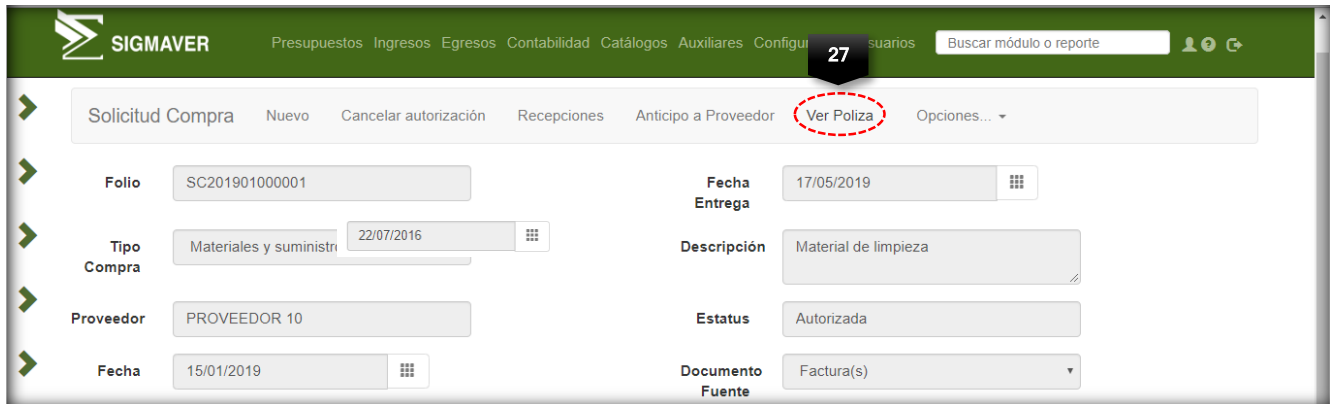 SIGMAVER
Presupuestos Ingresos Egresos Contabilidad Catálogos Auxiliares Configu suarios Buscar módulo o reporte
27
Solicitud Compra Nuevo Cancelar autorización Recepciones Anticipo a Proveedor Ver Poliza Opciones...
Folio SC201901000001 Fecha 17/05/2019
Entrega
22/07/2016
Tipo Materiales y suministr Descripción Material de limpieza
Compra
Proveedor PROVEEDOR 10 Estatus Autorizada
Fecha 15/01/2019 Documento Factura(s)
Fuente